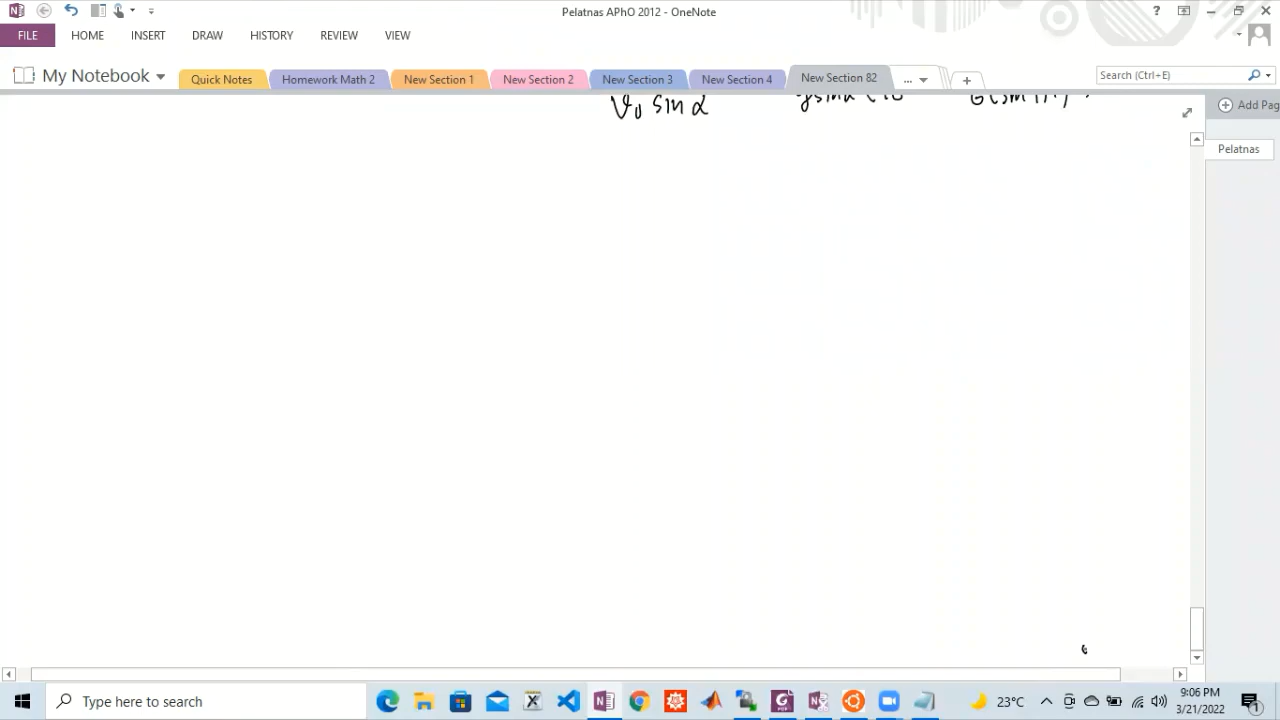 Pelatnas APhO 2012 - OneNote
?
FILE HOME INSERT DRAW HISTORY REVIEW VIEW
My Notebook Quick Notes Homework Math 2 New Section 1 New Section 2 New Section 3 New Section 4 New Section 82 ... +
Search (Ctrl+E)
Add Pag
Pelatnas
V₀ sin α
Type here to search
23°C
9:06 PM
3/21/2022